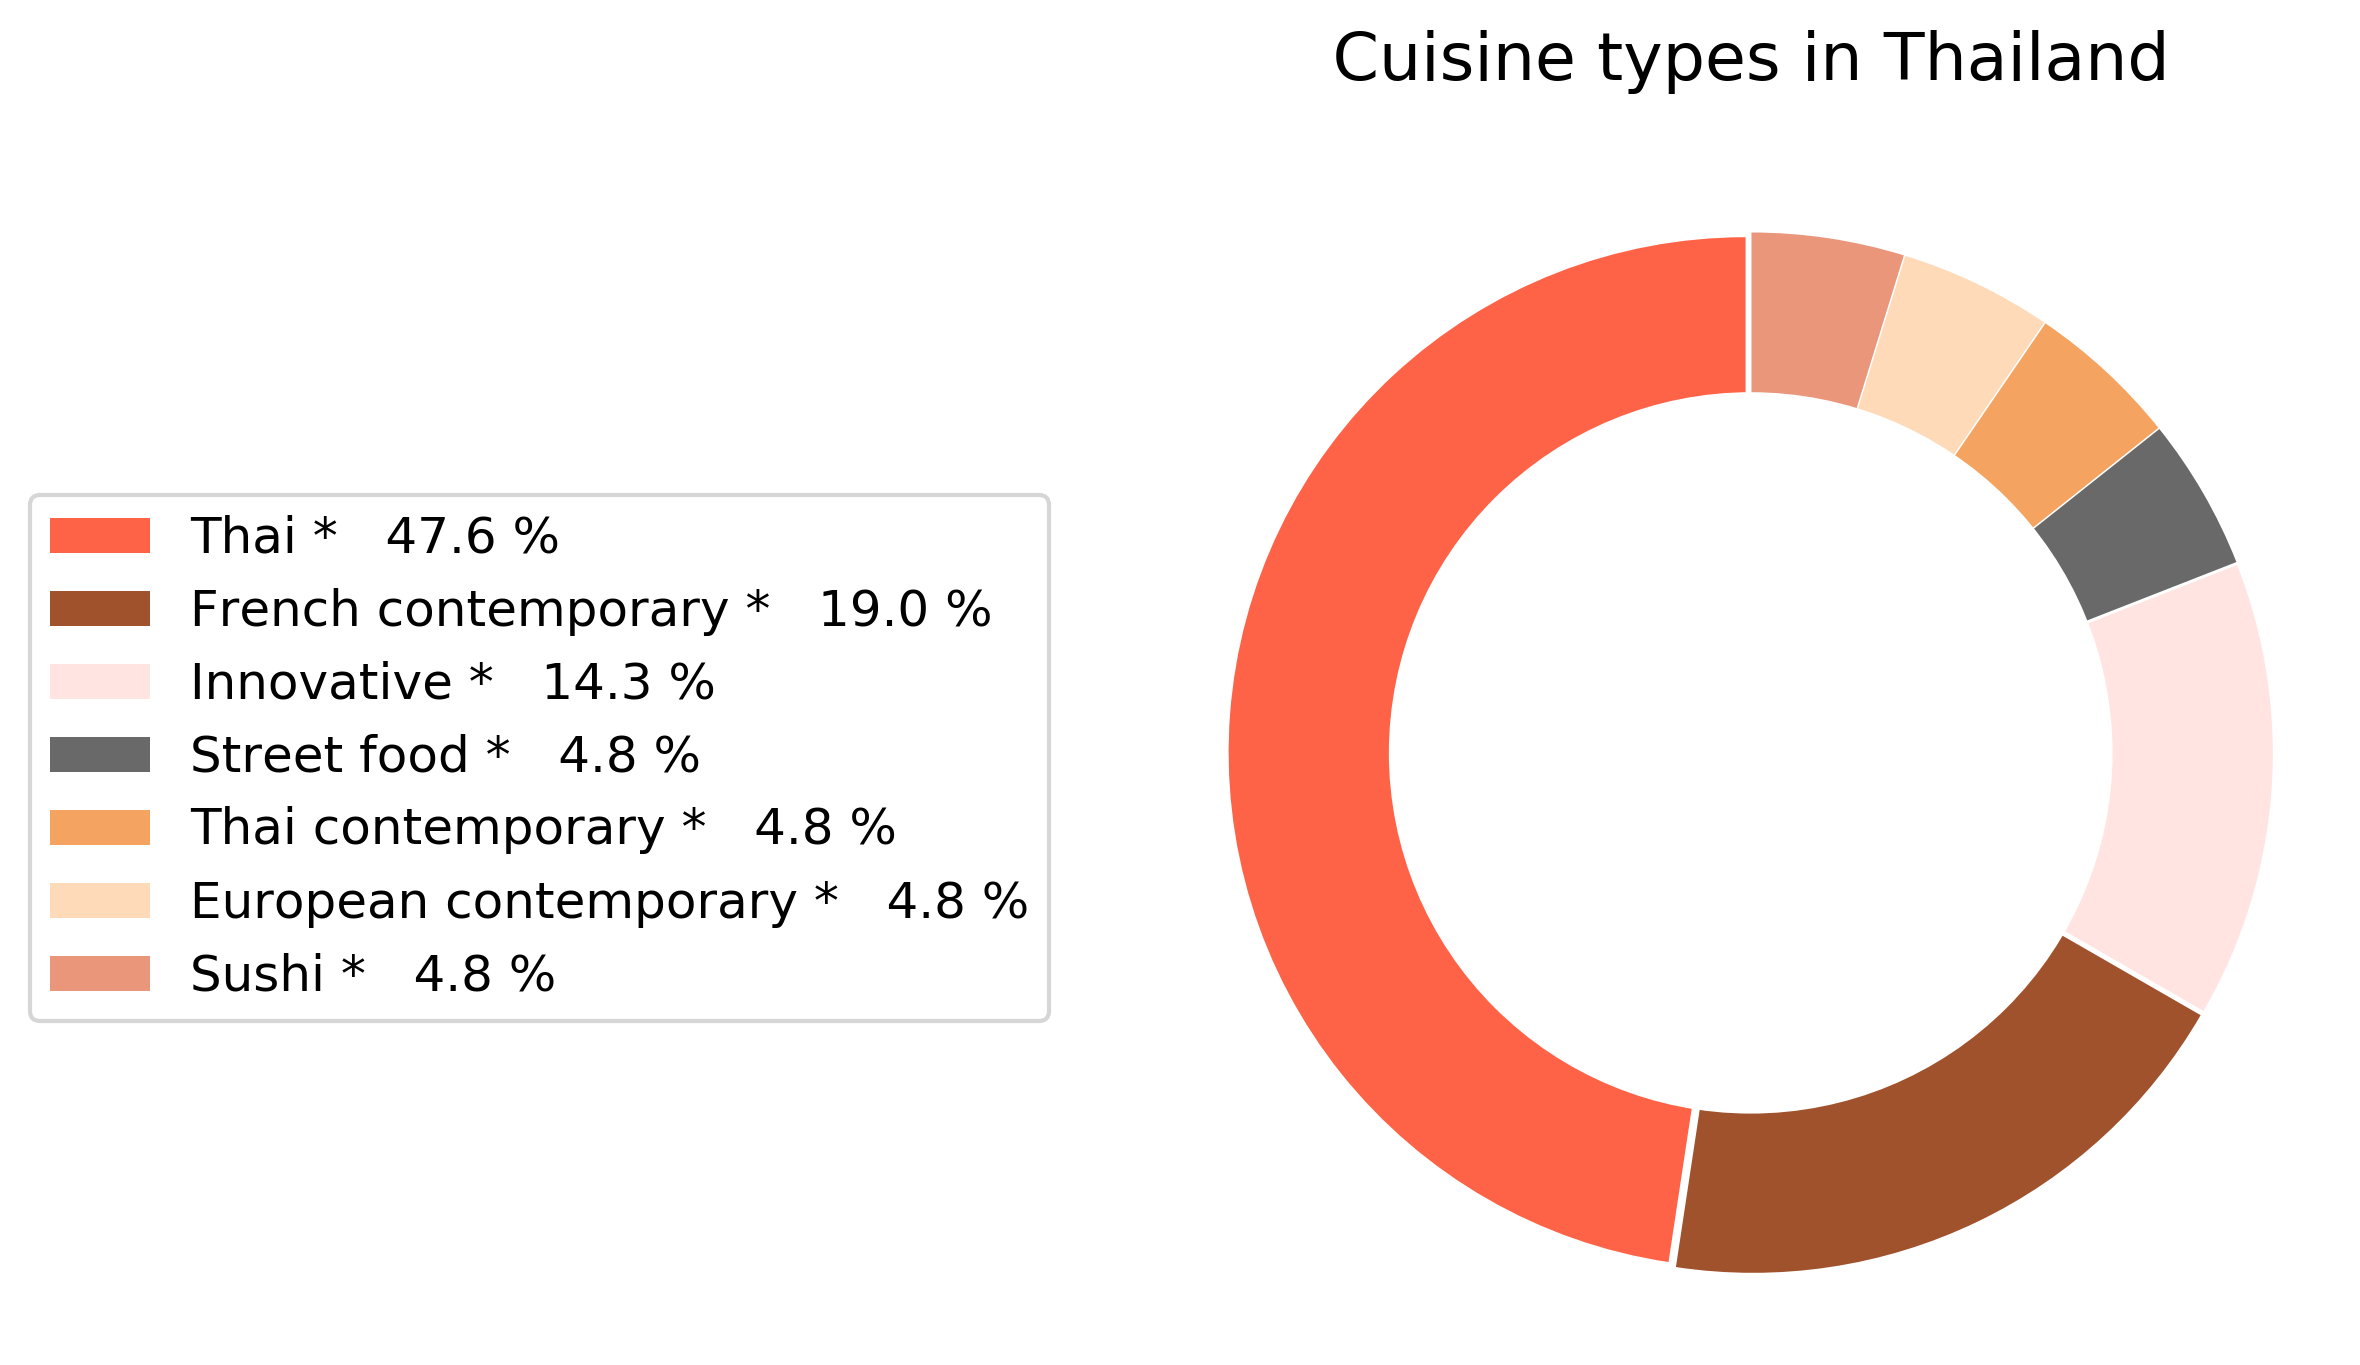 Cuisine types in Thailand
Thai * 47.6 %
French contemporary * 19.0 %
Innovative * 14.3 %
Street food * 4.8 %
Thai contemporary * 4.8 %
European contemporary * 4.8 %
Sushi * 4.8 %